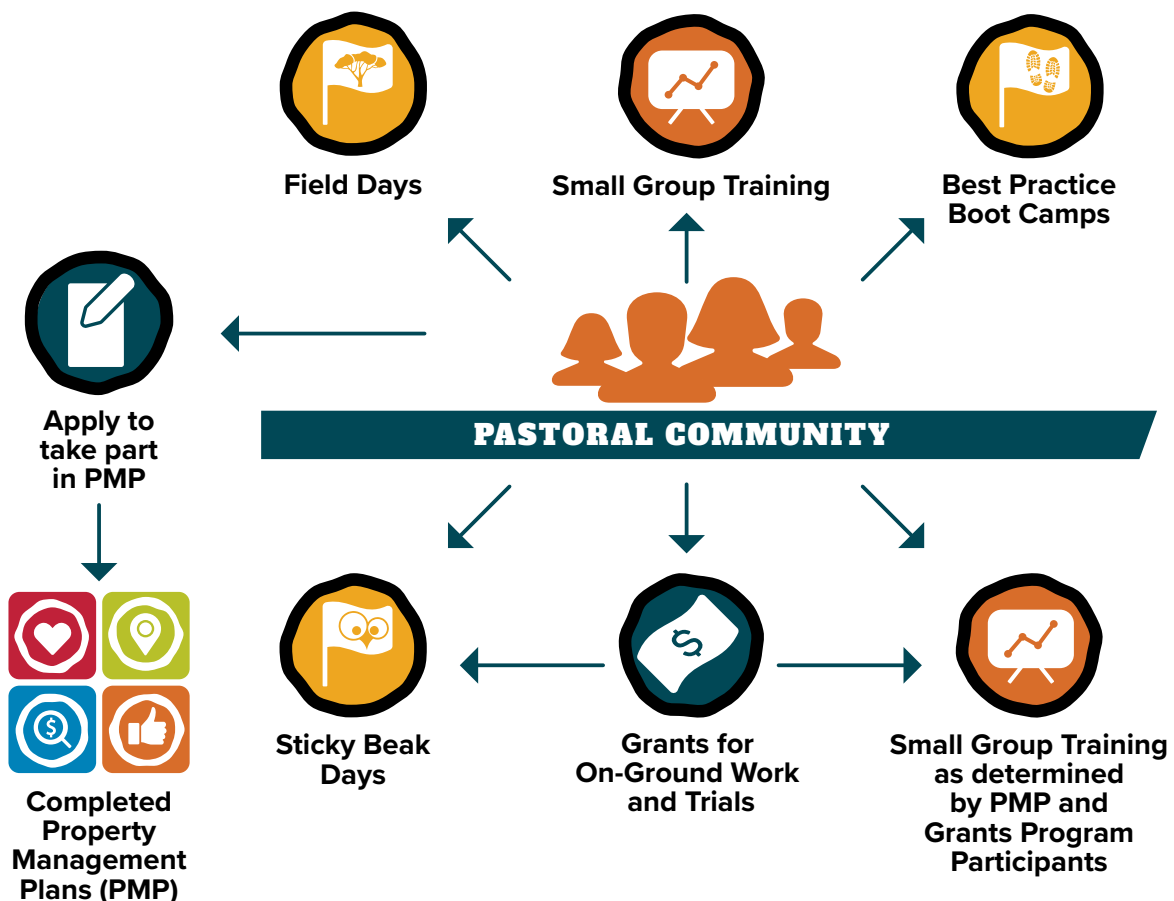 Field Days
Small Group Training
Best Practice
Boot Camps
Apply to
take part
in PMP
PASTORAL COMMUNITY
$
$
Sticky Beak
Days
Grants for
On-Ground Work
and Trials
Small Group Training
as determined
by PMP and
Grants Program
Participants
Completed
Property
Management
Plans (PMP)